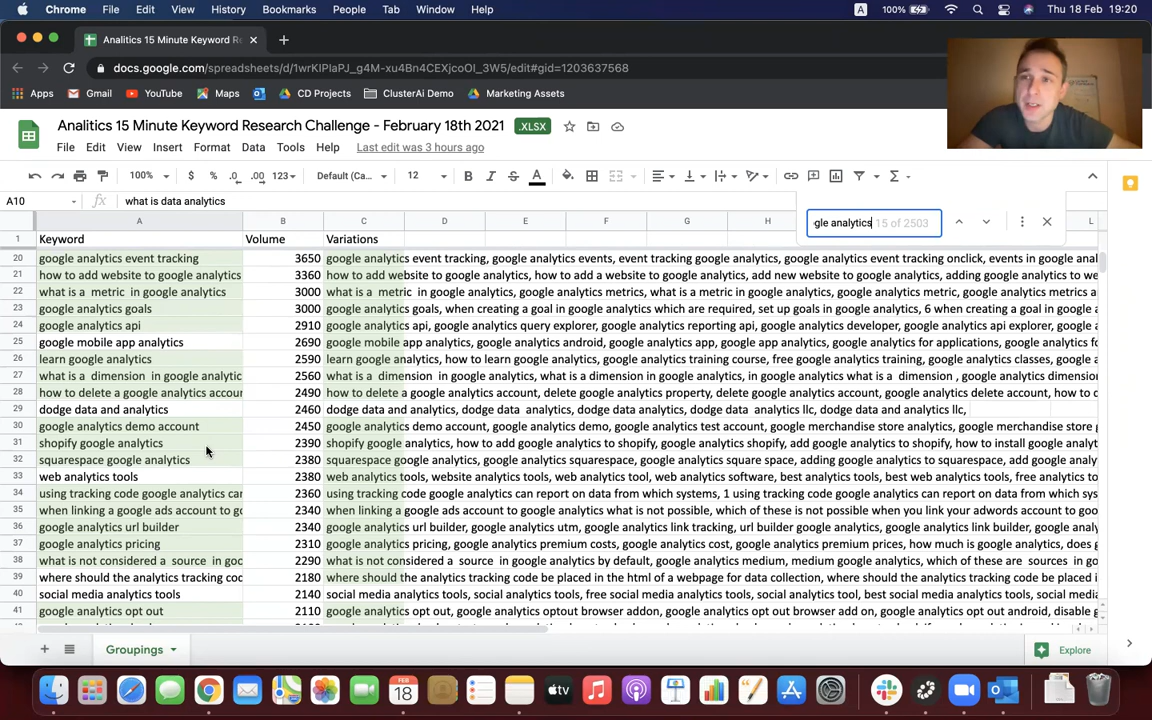 Chrome File Edit View History Bookmarks People Tab Window Help A 100% Thu 18 Feb 19:20
Analitics 15 Minute Keyword Re
docs.google.com/spreadsheets/d/1wrKIPlaPJ_g4M-xu4Bn4CEXjcoOI_3W5/edit#gid=1203637568
Apps Gmail YouTube Maps CD Projects ClusterAi Demo Marketing Assets
Analitics 15 Minute Keyword Research Challenge - February 18th 2021 .XLSX
File Edit View Insert Format Data Tools Help Last edit was 3 hours ago
100% $ % .0 .00 123 Default (Ca... 12 B I S A
A10 fx what is data analytics
gle analytics 15 of 2503
A B C D E F G H L
1 Keyword Volume Variations
20 google analytics event tracking 3650 google analytics event tracking, google analytics events, event tracking google analytics, google analytics event tracking onclick, events in google anal
21 how to add website to google analytics 3360 how to add website to google analytics, how to add a website to google analytics, add new website to google analytics, adding google analytics to we
22 what is a metric in google analytics 3000 what is a metric in google analytics, google analytics metrics, what is a metric in google analytics, google analytics metrics a
23 google analytics goals 3000 google analytics goals, when creating a goal in google analytics which are required, set up goals in google analytics, 6 when creating a goal in g
24 google analytics api 2910 google analytics api, google analytics query explorer, google analytics reporting api, google analytics developer, google analytics api explorer, g
25 google mobile app analytics 2690 google mobile app analytics, google analytics android, google analytics app, google app analytics, google analytics for applications, google analytics fo
26 learn google analytics 2590 learn google analytics, how to learn google analytics, google analytics training course, free google analytics training, google analytics classes, google a
27 what is a dimension in google analytic 2560 what is a dimension in google analytics, what is a dimension in google analytics, in google analytics what is a dimension , google analytics dimension
28 how to delete a google analytics accour 2490 how to delete a google analytics account, delete google analytics property, delete google analytics account, google analytics delete account, how to c
29 dodge data and analytics 2460 dodge data and analytics, dodge data analytics, dodge data analytics llc, dodge data and analytics llc,
30 google analytics demo account 2450 google analytics demo account, google analytics demo, google analytics test account, google merchandise store analytics, google merchandise store
31 shopify google analytics 2390 shopify google analytics, how to add google analytics to shopify, google analytics shopify, add google analytics to shopify, how to install google analyt
32 squarespace google analytics 2380 squarespace google analytics, google analytics square space, adding google analytics to squarespace, add google analy
33 web analytics tools 2380 web analytics tools, website analytics tools, web analytics tool, web analytics software, best analytics tools, best web analytics tools, free analytics to
34 using tracking code google analytics car 2360 using tracking code google analytics can report on data from which systems, 1 using tracking code google analytics can report on data from which s
35 when linking a google ads account to go 2340 when linking a google ads account to google analytics what is not possible, which of these is not possible when you link your adwords account to goo
36 google analytics url builder 2340 google analytics url builder, google analytics utm, google analytics link tracking, url builder google analytics, google analytics link builder, google an
37 google analytics pricing 2310 google analytics pricing, google analytics premium costs, google analytics cost, google analytics premium prices, how much is google analytics, does g
38 what is not considered a source in goo 2290 what is not considered a source in google analytics by default, google analytics medium, medium google analytics, which of these are sources in go
39 where should the analytics tracking cod 2180 where should the analytics tracking code be placed in the html of a webpage for data collection, where should the analytics tracking code be placed i
40 social media analytics tools 2140 social media analytics tools, social analytics tools, free social media analytics tools, social analytics tool, best social media analytics tools, social media
41 google analytics opt out 2110 google analytics opt out, google analytics optout browser addon, google analytics opt out browser add on, google analytics opt out android, disable g
Groupings Explore
FEB
18
tv